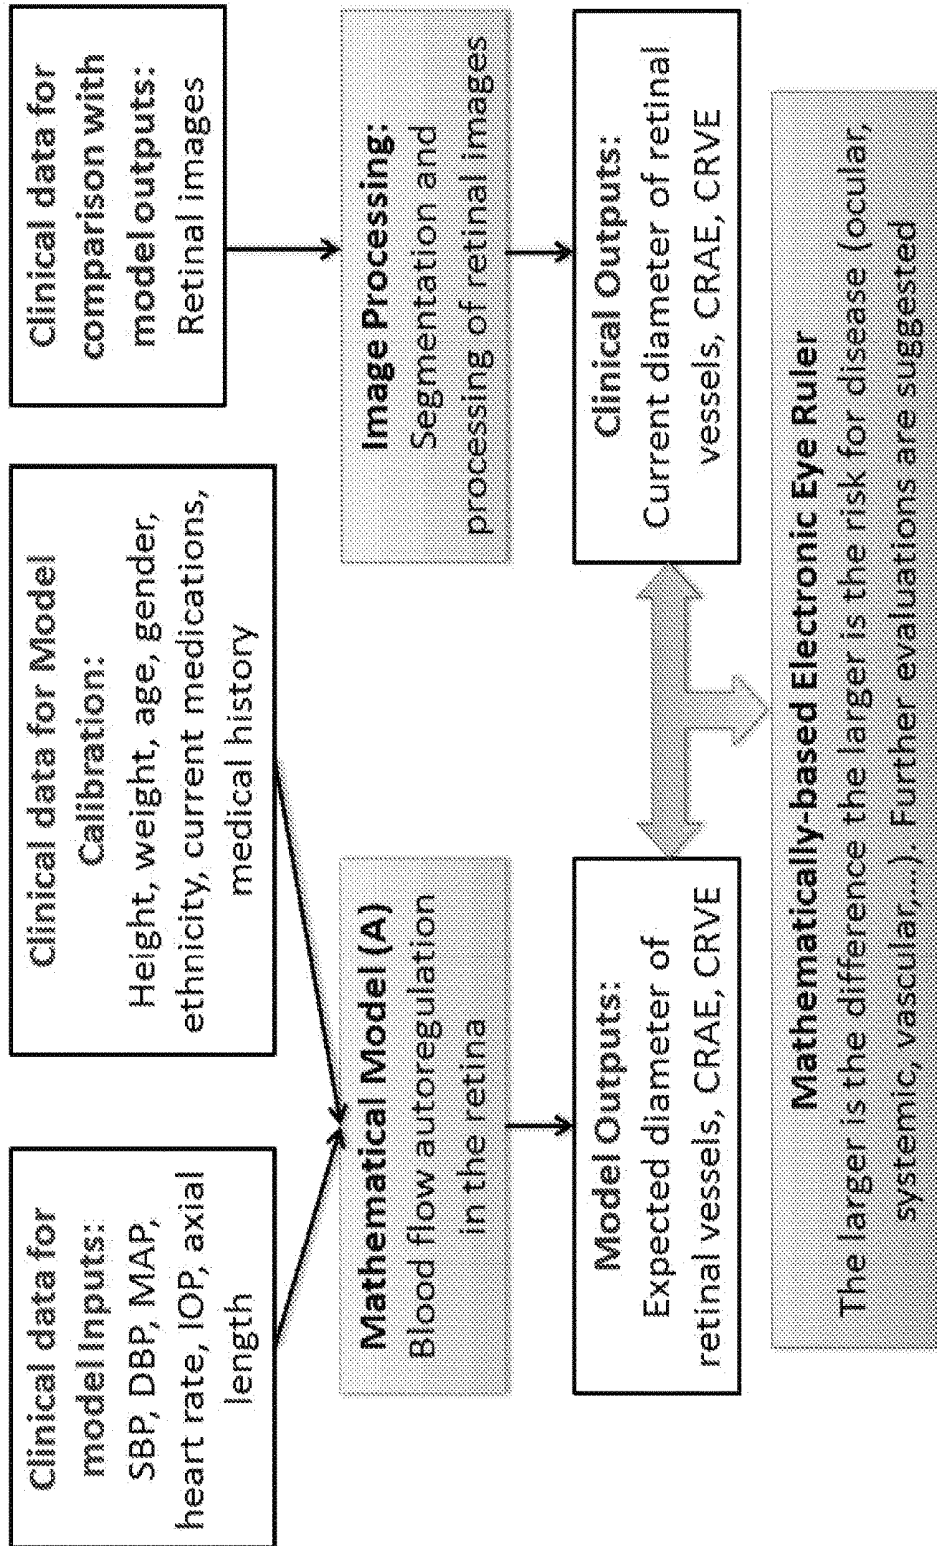 Clinical data for
model Inputs:
SBP, DBP, MAP,
heart rate, IOP, axial
length
Clinical data for Model
Calibration:
Height, weight, age, gender,
ethnicity, current medications,
medical history
Clinical data for
comparison with
model outputs:
Retinal images
Mathematical Model (A)
Blood flow autoregulation
in the retina
Image Processing:
Segmentation and
processing of retinal images
Model Outputs:
Expected diameter of
retinal vessels, CRAE, CRVE
Clinical Outputs:
Current diameter of retinal
vessels, CRAE, CRVE
Mathematically-based Electronic Eye Ruler
The larger is the difference the larger is the risk for disease (ocular,
systemic, vascular,...). Further evaluations are suggested